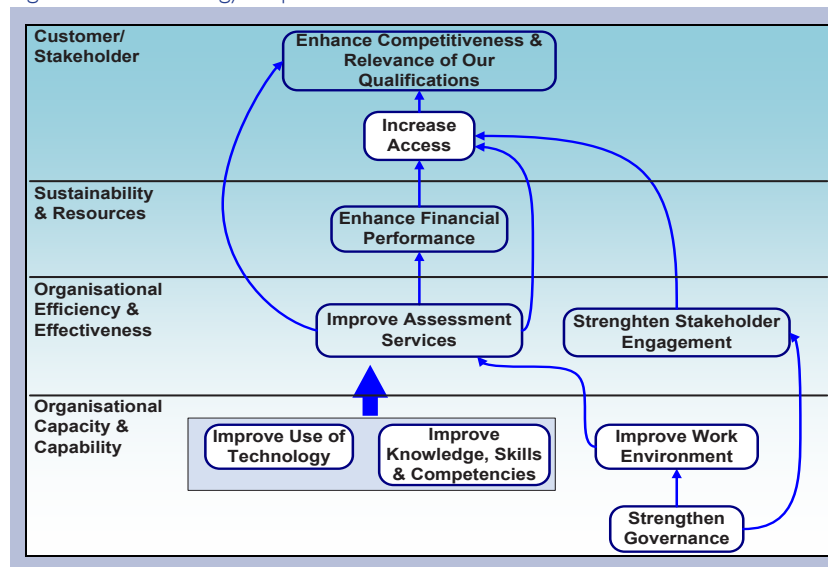 Customer/
Stakeholder
Enhance Competitiveness &
Relevance of Our
Qualifications
Increase
Access
Sustainability
& Resources
Enhance Financial
Performance
Organisational
Efficiency &
Effectiveness
Improve Assessment
Services
Strenghten Stakeholder
Engagement
Organisational
Capacity &
Capability
Improve Use of
Technology
Improve
Knowledge, Skills
& Competencies
Improve Work
Environment
Strengthen
Governance